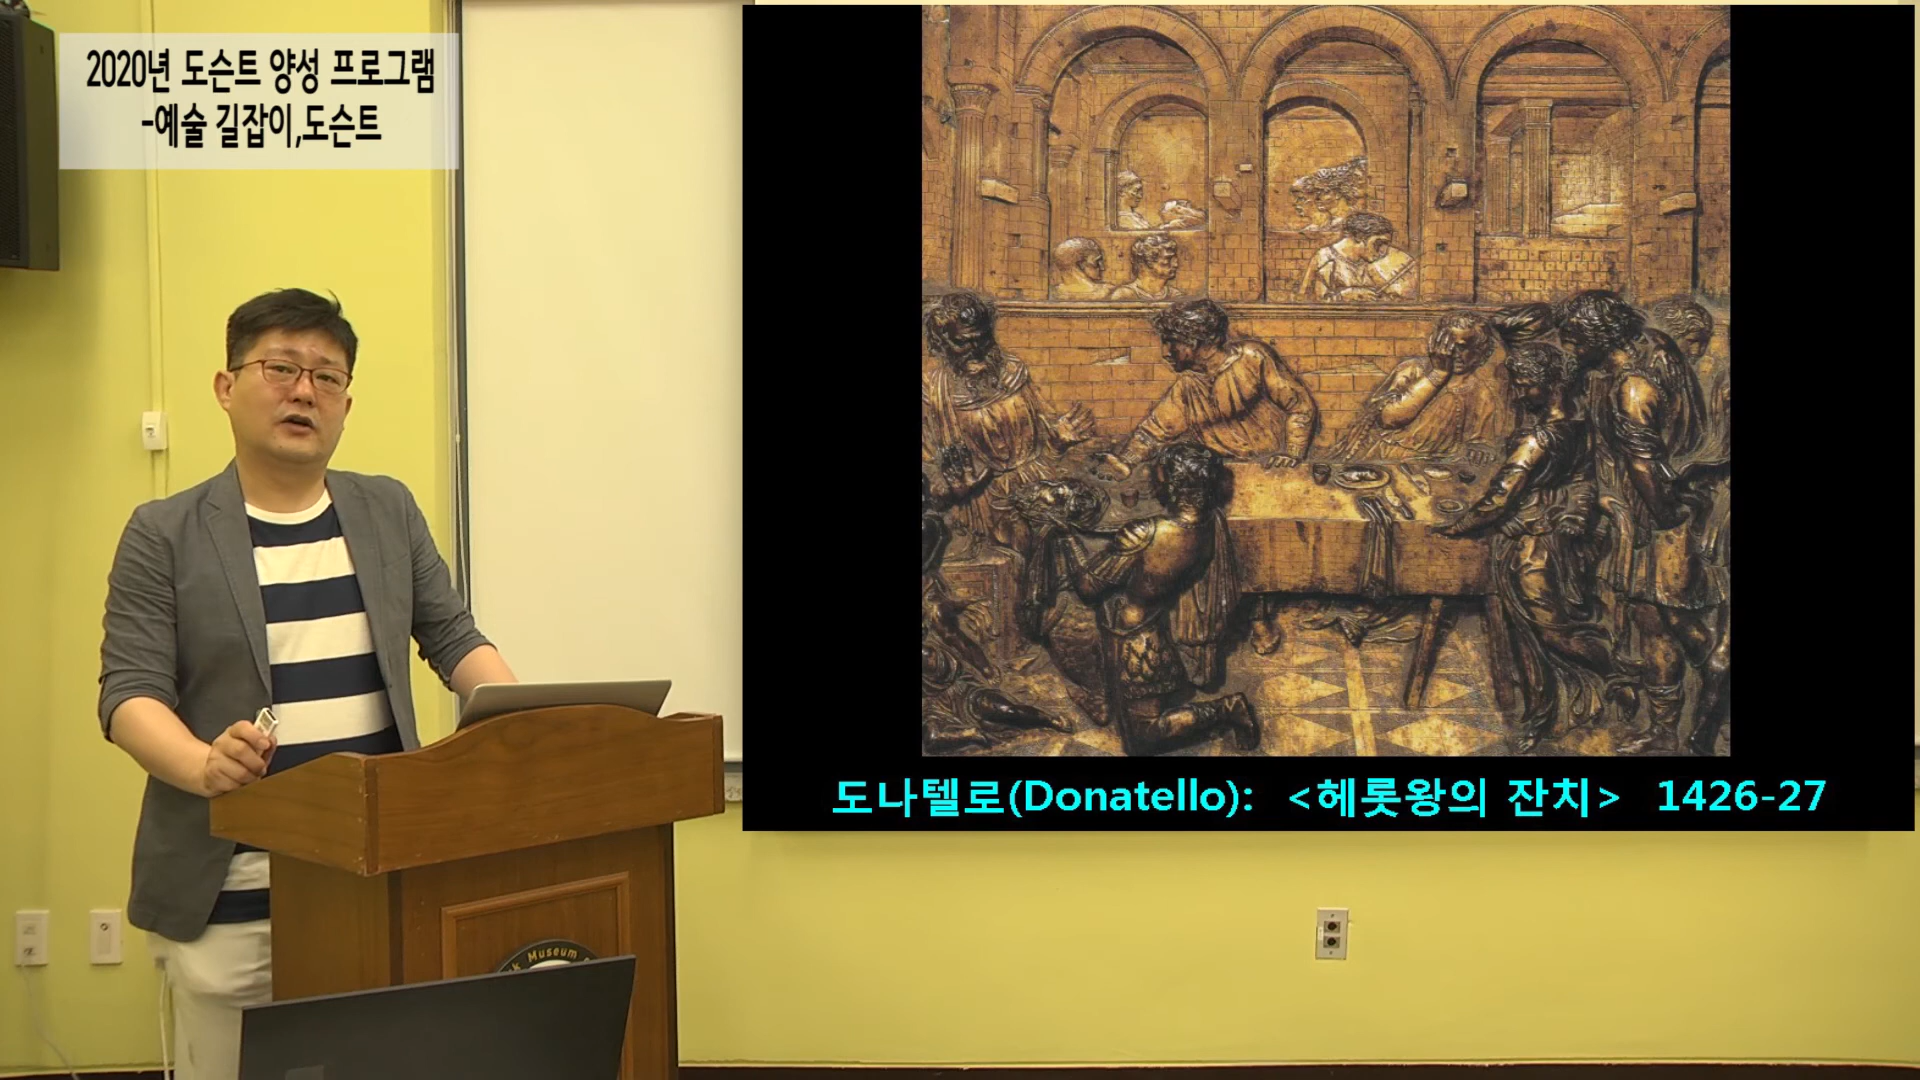 2020년 도슨트 양성 프로그램
-예술 길잡이,도슨트
도나텔로(Donatello): <헤롯왕의 잔치> 1426-27
Museum